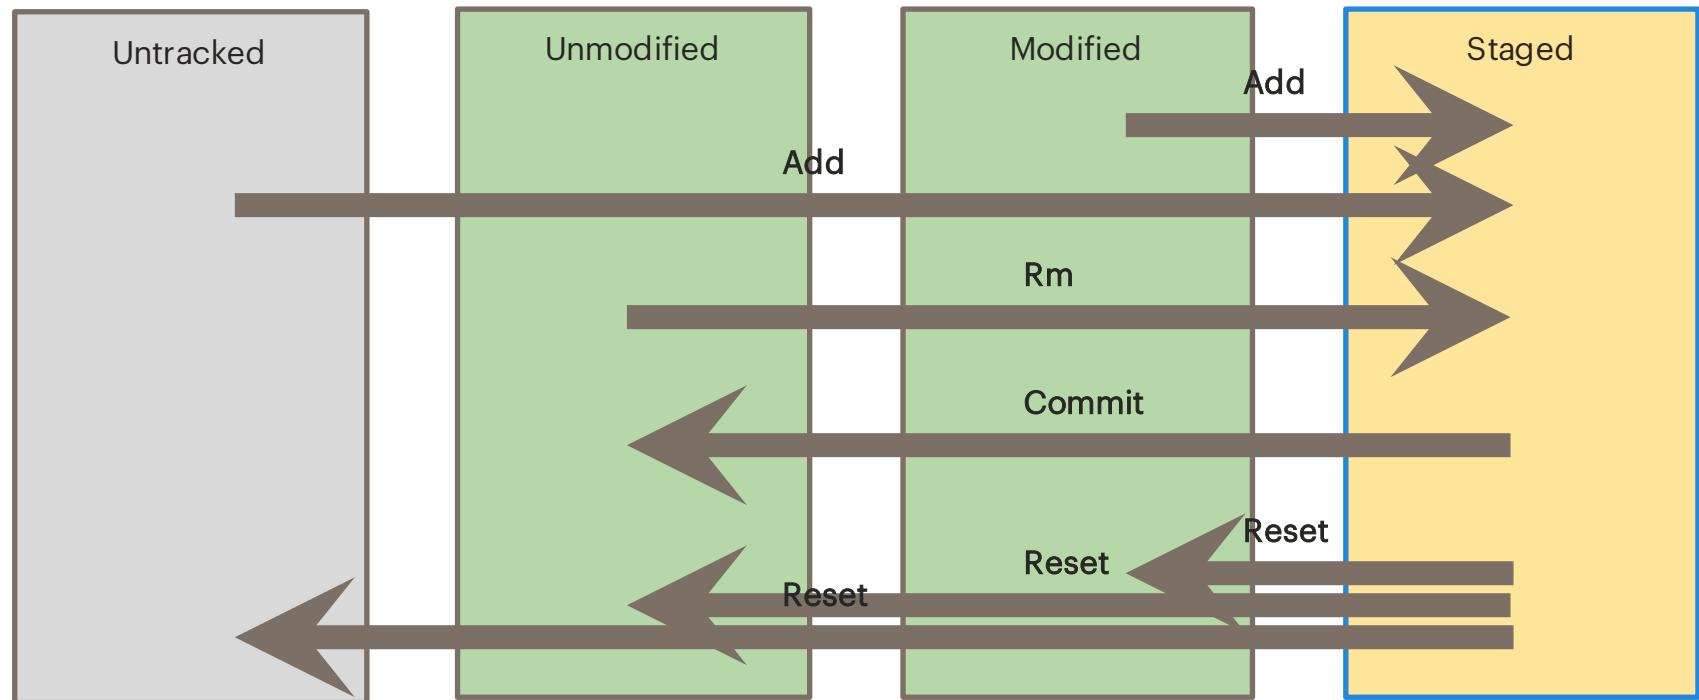 Untracked
Unmodified
Modified
Staged
Add
Add
Rm
Commit
Reset
Reset
Reset